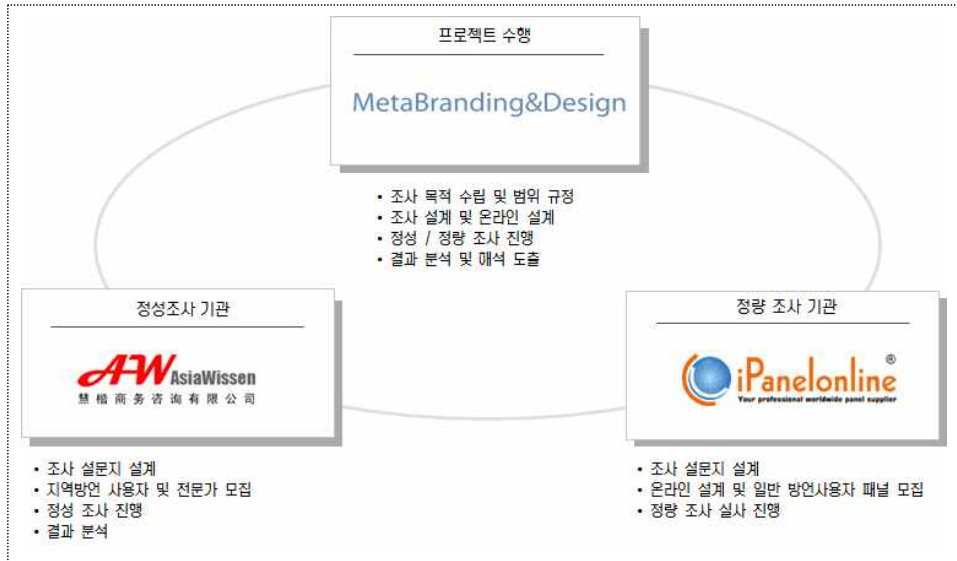 프로젝트 수행
MetaBranding&Design
• 조사 목적 수립 및 범위 규정
• 조사 설계 및 온라인 설계
• 정성 / 정량 조사 진행
• 결과 분석 및 해석 도출
정성조사 기관
AW AsiaWissen
慧楷商务咨询有限公司
• 조사 설문지 설계
• 지역방언 사용자 및 전문가 모집
• 정성 조사 진행
• 결과 분석
정량 조사 기관
iPanelonline®
Your professional worldwide panel supplier
• 조사 설문지 설계
• 온라인 설계 및 일반 방언사용자 패널 모집
• 정량 조사 실사 진행